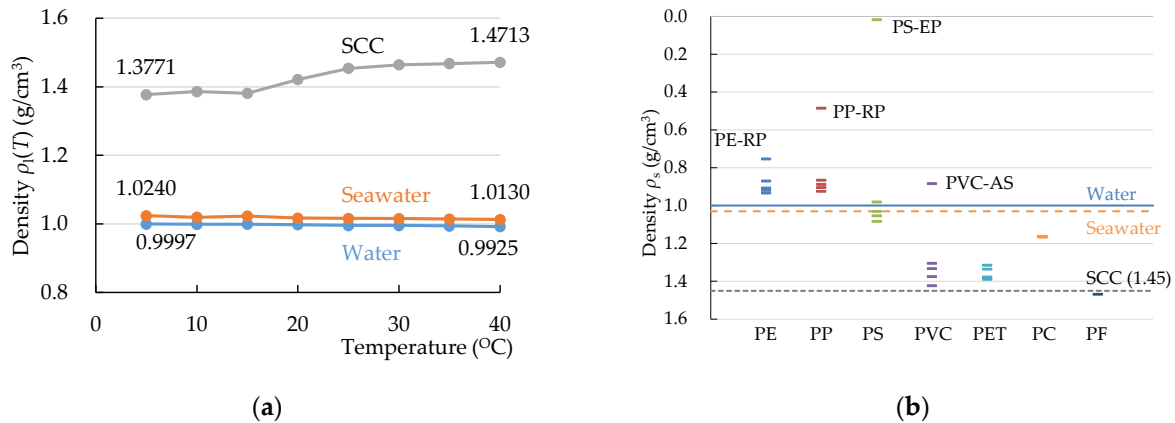 1.6
1.4
1.2
1.0
0.8
Density ρl(T) (g/cm³)
SCC
1.3771
1.4713
1.0240
Seawater
1.0130
0.9997
Water
0.9925
0
10
20
30
40
Temperature (ᴼC)
(a)
0.0
0.2
0.4
0.6
0.8
1.0
1.2
1.4
1.6
Density ρs (g/cm³)
PS-EP
PP-RP
PE-RP
PVC-AS
Water
Seawater
SCC (1.45)
PE
PP
PS
PVC
PET
PC
PF
(b)